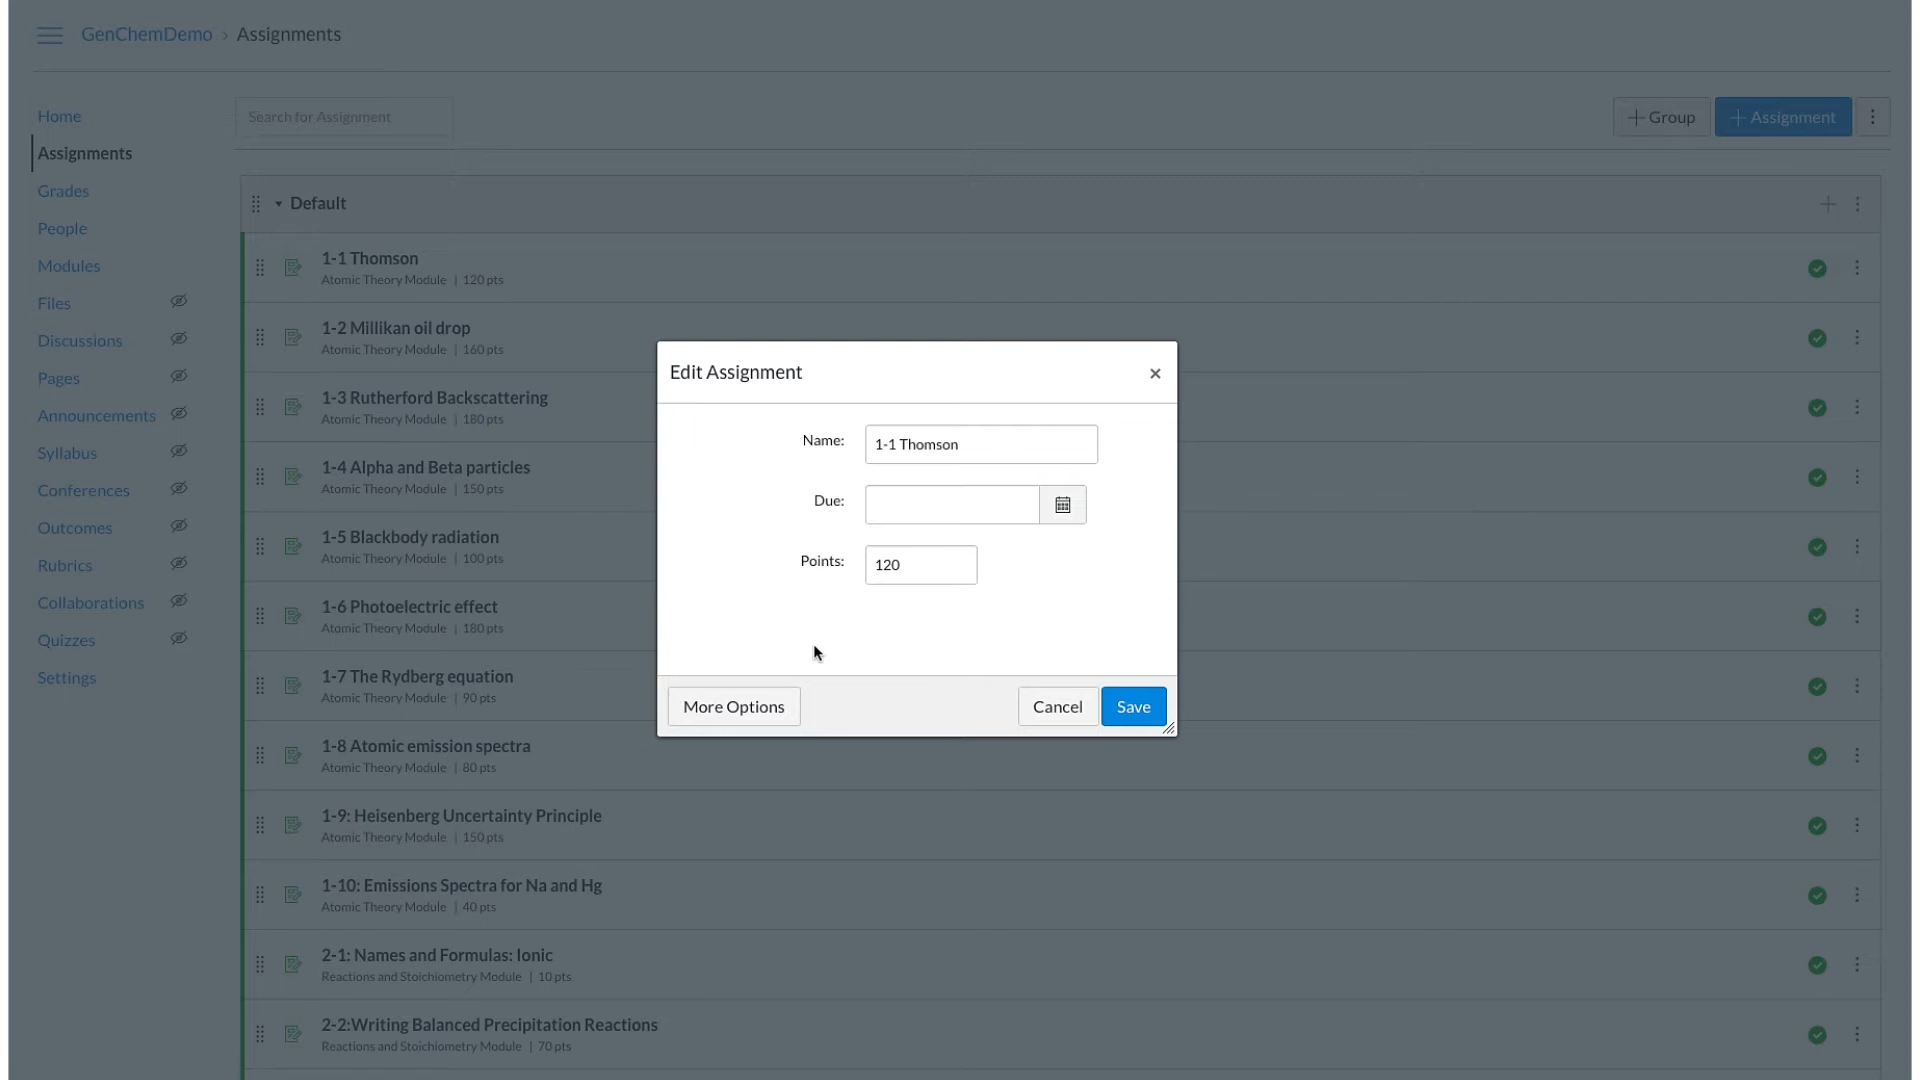 GenChemDemo › Assignments
Home
Assignments
Grades
People
Modules
Files
Discussions
Pages
Announcements
Syllabus
Conferences
Outcomes
Rubrics
Collaborations
Quizzes
Settings
Search for Assignment
+ Group
+ Assignment
Default
1-1 Thomson
Atomic Theory Module | 120 pts
1-2 Millikan oil drop
Atomic Theory Module | 160 pts
1-3 Rutherford Backscattering
Atomic Theory Module | 180 pts
1-4 Alpha and Beta particles
Atomic Theory Module | 150 pts
1-5 Blackbody radiation
Atomic Theory Module | 100 pts
1-6 Photoelectric effect
Atomic Theory Module | 180 pts
1-7 The Rydberg equation
Atomic Theory Module | 90 pts
1-8 Atomic emission spectra
Atomic Theory Module | 80 pts
1-9: Heisenberg Uncertainty Principle
Atomic Theory Module | 150 pts
1-10: Emissions Spectra for Na and Hg
Atomic Theory Module | 40 pts
2-1: Names and Formulas: Ionic
Reactions and Stoichiometry Module | 10 pts
2-2:Writing Balanced Precipitation Reactions
Reactions and Stoichiometry Module | 70 pts
Edit Assignment ×
Name: 1-1 Thomson
Due:
Points: 120
More Options Cancel Save